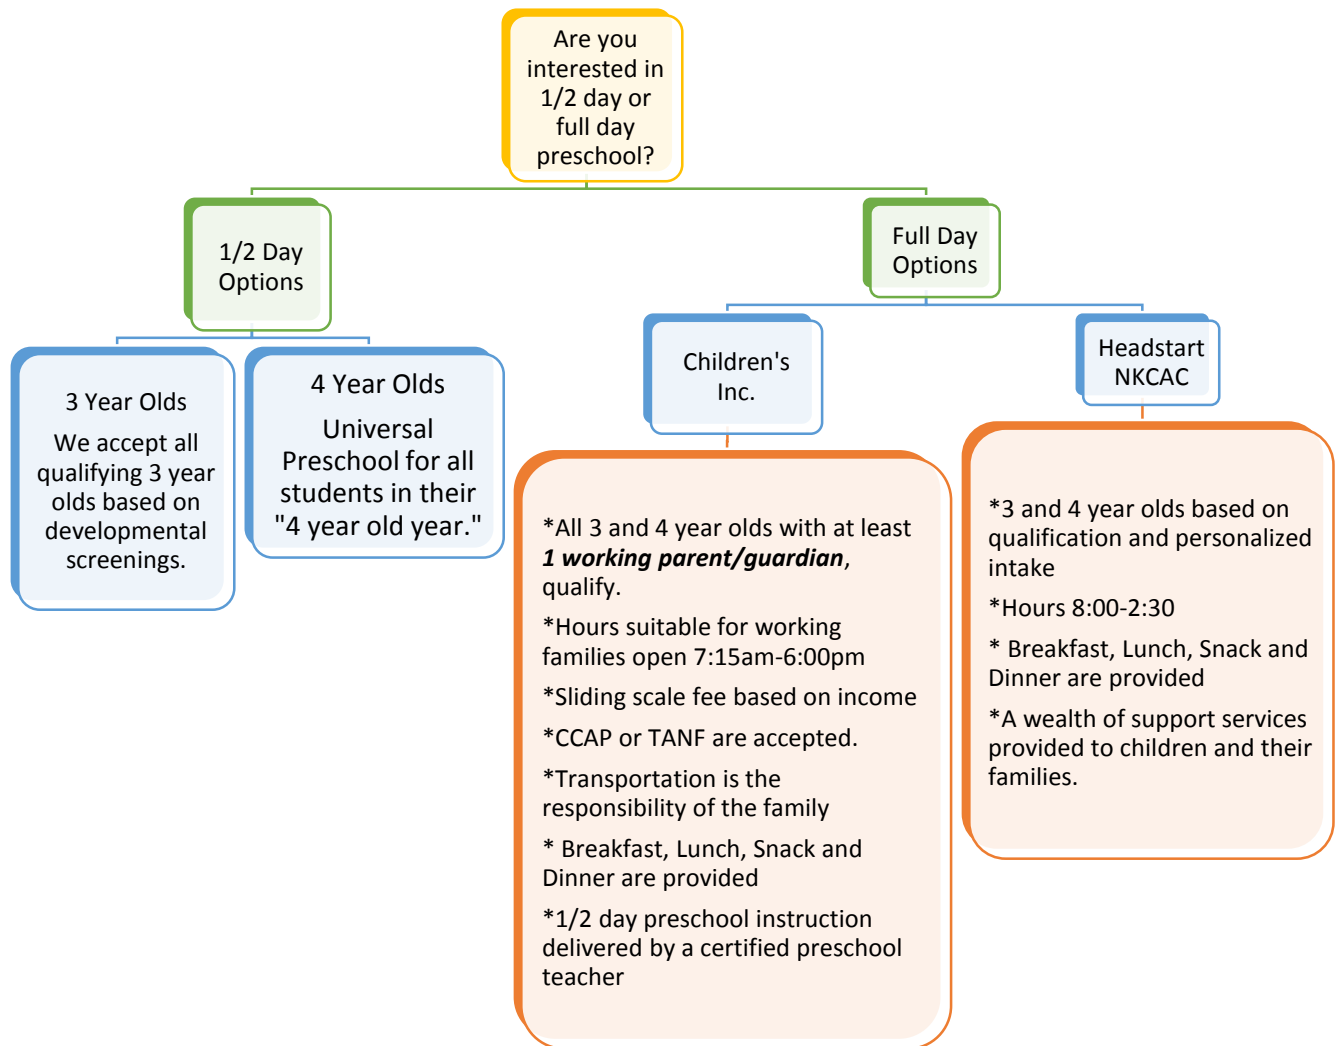 Are you
interested in
1/2 day or
full day
preschool?
1/2 Day
Options
Full Day
Options
3 Year Olds
We accept all
qualifying 3 year
olds based on
developmental
screenings.
4 Year Olds
Universal
Preschool for all
students in their
"4 year old year."
Children's
Inc.
Headstart
NKCAC
*All 3 and 4 year olds with at least
1 working parent/guardian,
qualify.
*Hours suitable for working
families open 7:15am-6:00pm
*Sliding scale fee based on income
*CCAP or TANF are accepted.
*Transportation is the
responsibility of the family
* Breakfast, Lunch, Snack and
Dinner are provided
*1/2 day preschool instruction
delivered by a certified preschool
teacher
*3 and 4 year olds based on
qualification and personalized
intake
*Hours 8:00-2:30
* Breakfast, Lunch, Snack and
Dinner are provided
*A wealth of support services
provided to children and their
families.